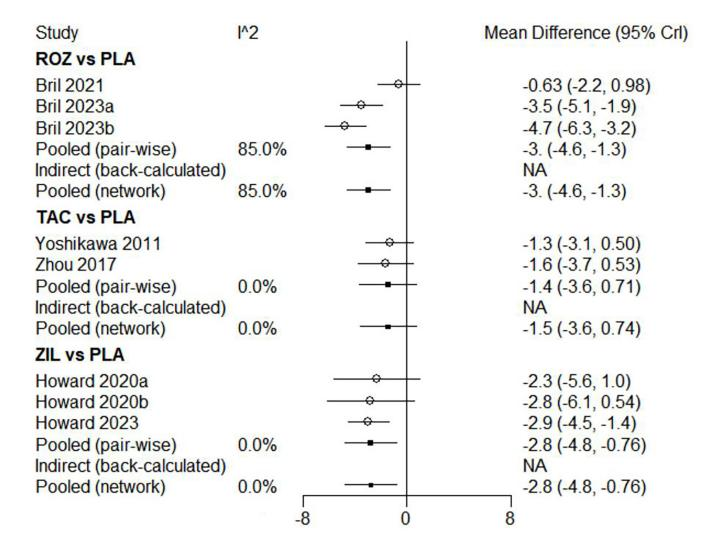 Study I^2 Mean Difference (95% CrI)
ROZ vs PLA
Bril 2021 -0.63 (-2.2, 0.98)
Bril 2023a -3.5 (-5.1, -1.9)
Bril 2023b -4.7 (-6.3, -3.2)
Pooled (pair-wise) 85.0% -3. (-4.6, -1.3)
Indirect (back-calculated) NA
Pooled (network) 85.0% -3. (-4.6, -1.3)
TAC vs PLA
Yoshikawa 2011 -1.3 (-3.1, 0.50)
Zhou 2017 -1.6 (-3.7, 0.53)
Pooled (pair-wise) 0.0% -1.4 (-3.6, 0.71)
Indirect (back-calculated) NA
Pooled (network) 0.0% -1.5 (-3.6, 0.74)
ZIL vs PLA
Howard 2020a -2.3 (-5.6, 1.0)
Howard 2020b -2.8 (-6.1, 0.54)
Howard 2023 -2.9 (-4.5, -1.4)
Pooled (pair-wise) 0.0% -2.8 (-4.8, -0.76)
Indirect (back-calculated) NA
Pooled (network) 0.0% -2.8 (-4.8, -0.76)
-8 0 8